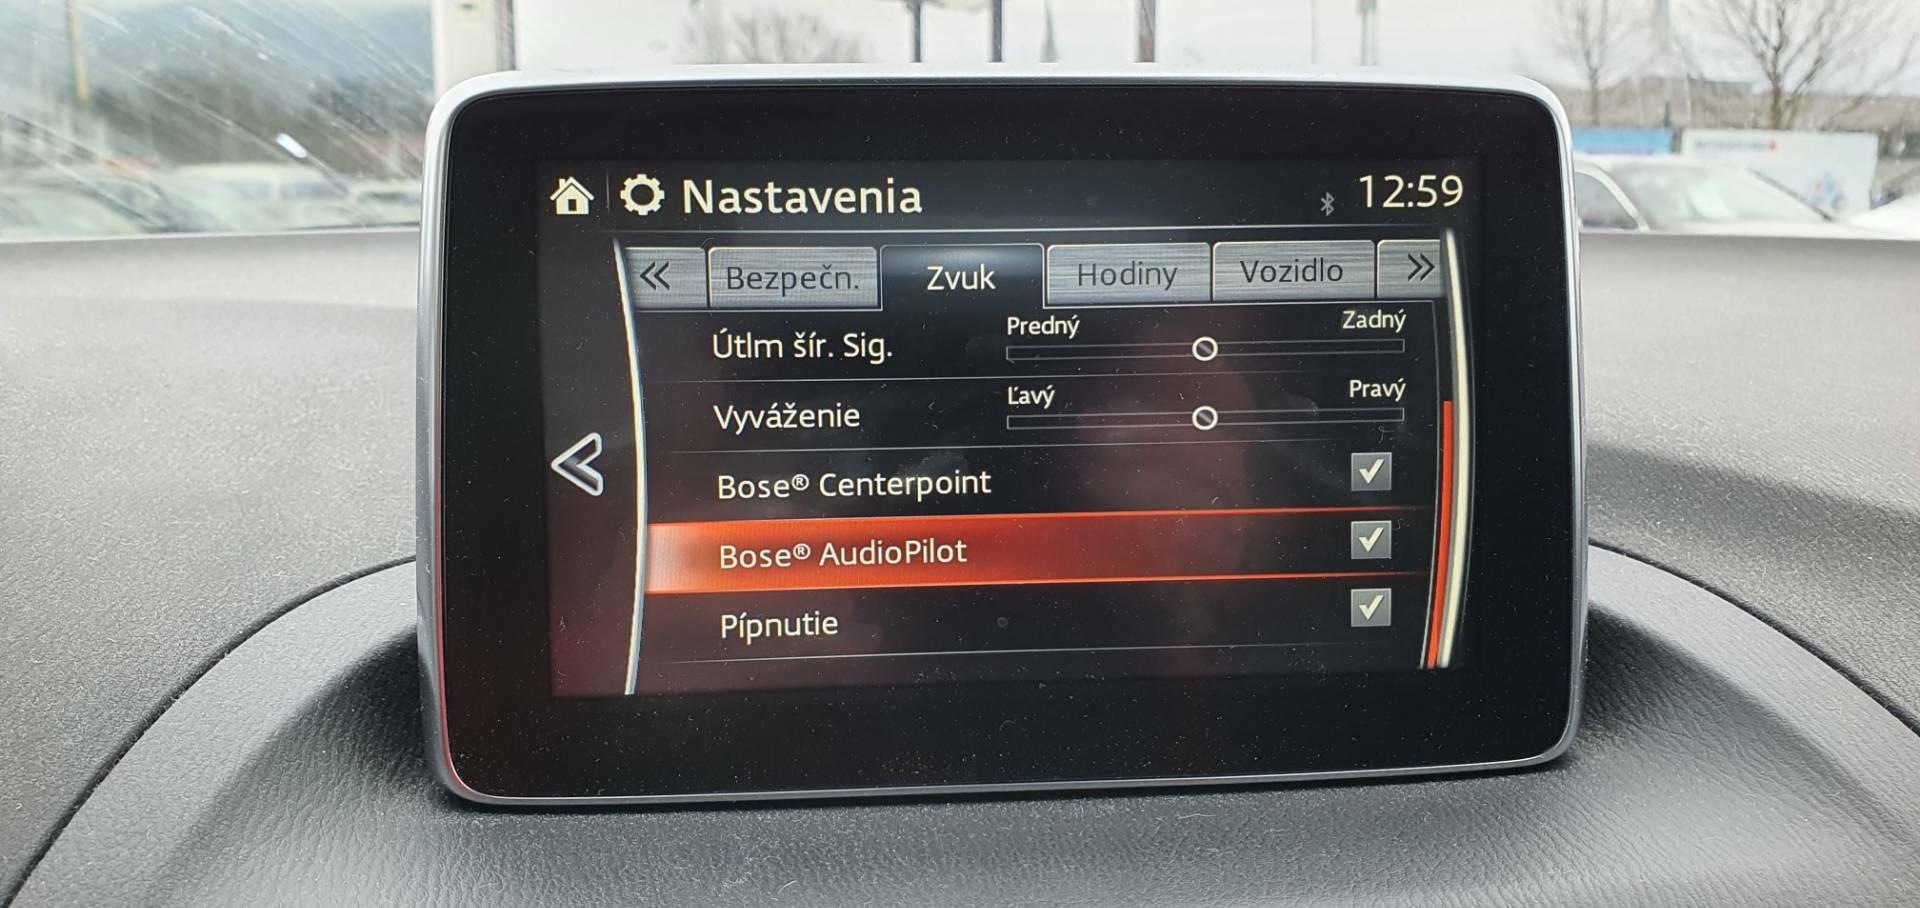 Nastavenia
12:59
Bezpečn.
Zvuk
Hodiny
Vozidlo
Útlm šír. Sig.
Predný
Zadný
Vyváženie
Ľavý
Pravý
Bose® Centerpoint
Bose® AudioPilot
Pípnutie